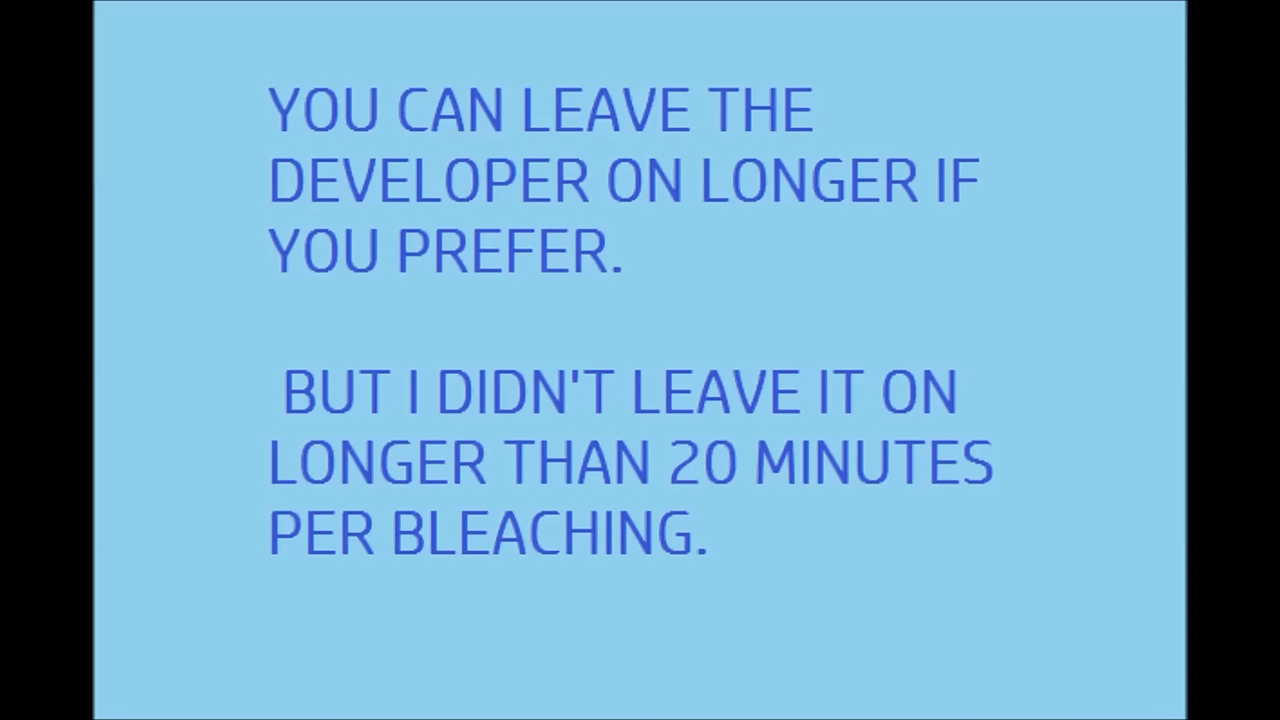 YOU CAN LEAVE THE
DEVELOPER ON LONGER IF
YOU PREFER.
BUT I DIDN'T LEAVE IT ON
LONGER THAN 20 MINUTES
PER BLEACHING.